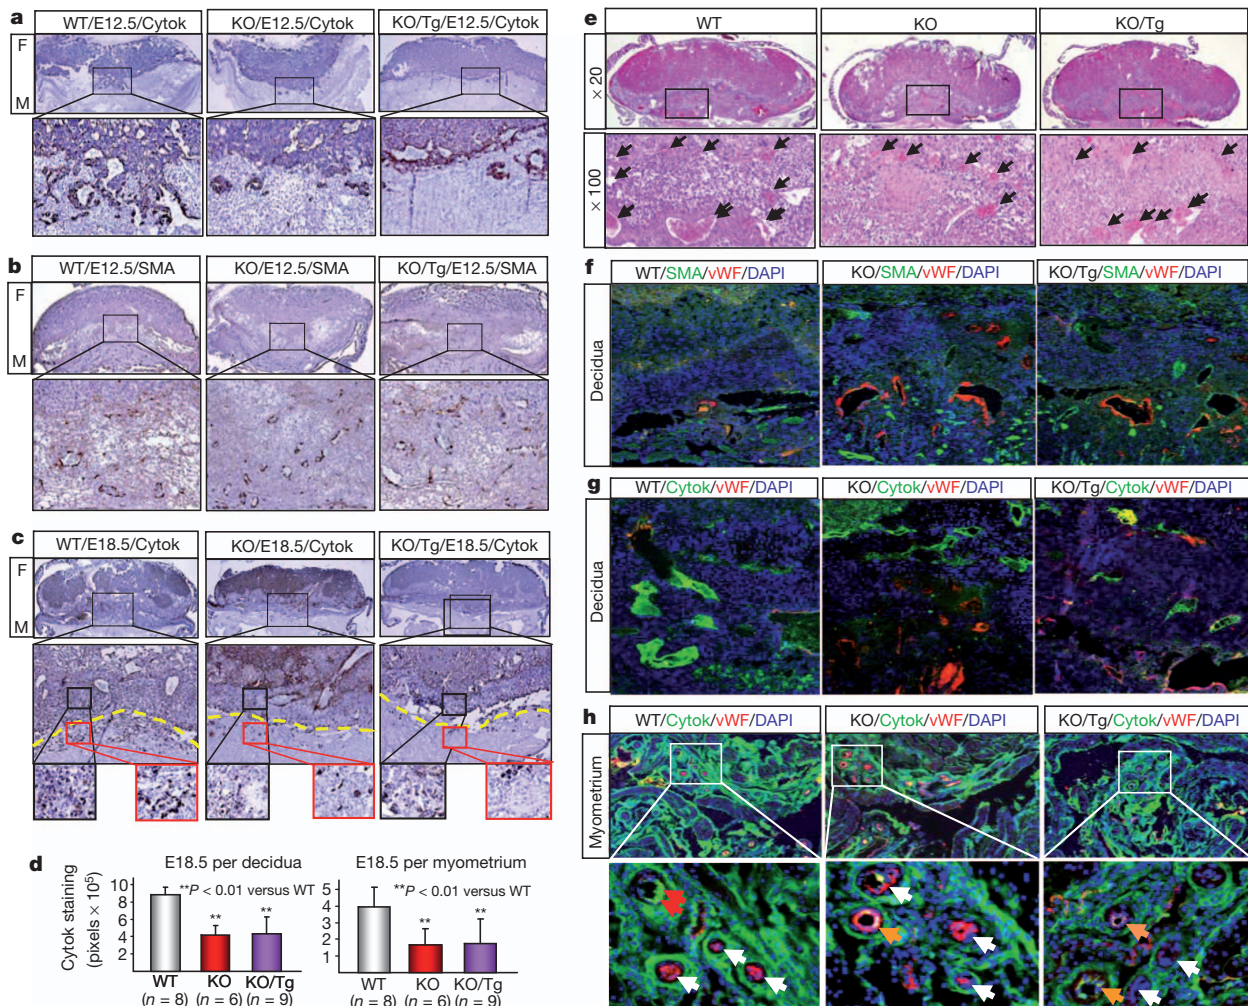 a
WT/E12.5/Cytok
KO/E12.5/Cytok
KO/Tg/E12.5/Cytok
F
M
b
WT/E12.5/SMA
KO/E12.5/SMA
KO/Tg/E12.5/SMA
F
M
c
WT/E18.5/Cytok
KO/E18.5/Cytok
KO/Tg/E18.5/Cytok
F
M
d
E18.5 per decidua
**P < 0.01 versus WT
Cytok staining
(pixels × 10⁵)
10
8
6
4
2
**
**
WT
KO
KO/Tg
(n = 8)
(n = 6)
(n = 9)
E18.5 per myometrium
**P < 0.01 versus WT
5
4
3
2
1
**
**
WT
KO
KO/Tg
(n = 8)
(n = 6)
(n = 9)
e
WT
KO
KO/Tg
× 20
× 100
f
WT/SMA/vWF/DAPI
KO/SMA/vWF/DAPI
KO/Tg/SMA/vWF/DAPI
Decidua
g
WT/Cytok/vWF/DAPI
KO/Cytok/vWF/DAPI
KO/Tg/Cytok/vWF/DAPI
Decidua
h
WT/Cytok/vWF/DAPI
KO/Cytok/vWF/DAPI
KO/Tg/Cytok/vWF/DAPI
Myometrium